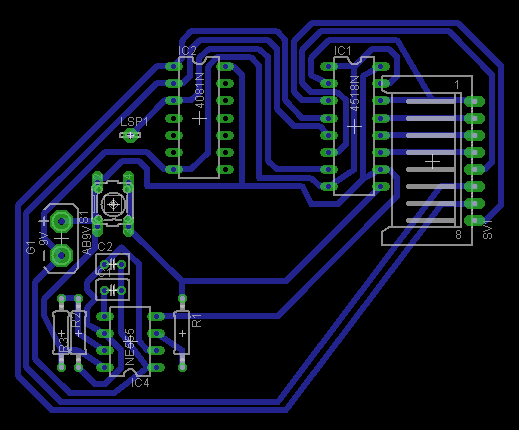 IC2
IC1
4081N
4518N
1
LSP1
S1
AB9V
G1
9V
+
-
8
SV1
C2
C1
R3
R2
NE555
IC4
R1